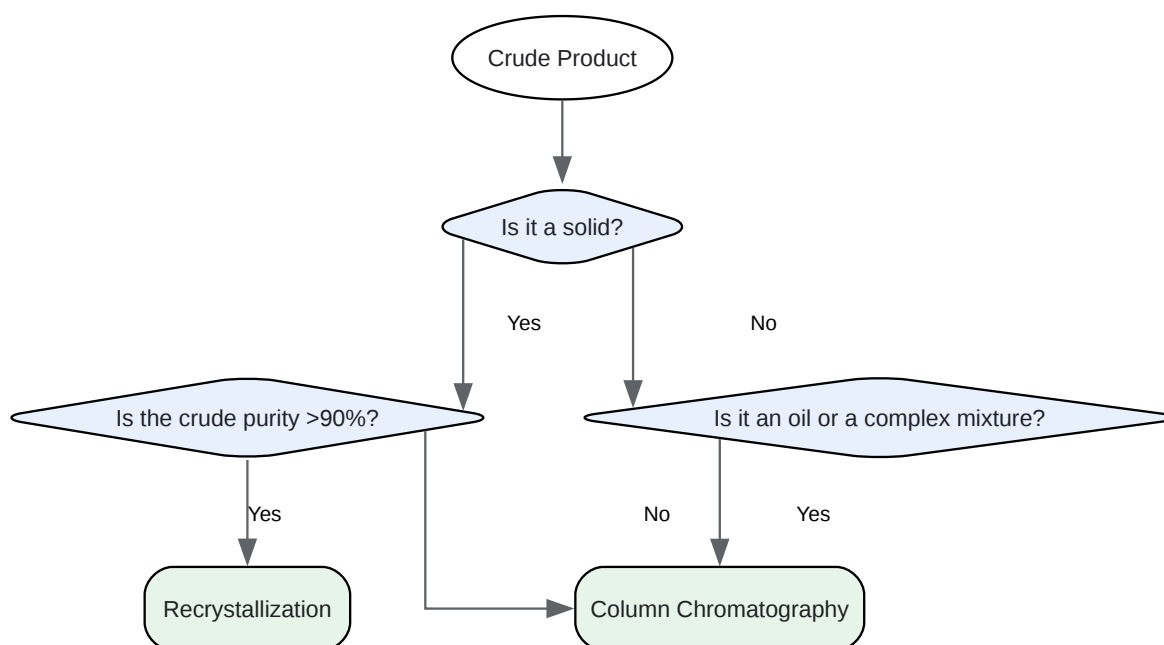 Crude Product
Is it a solid?
Yes
No
Is the crude purity >90%?
Is it an oil or a complex mixture?
Yes
No
Yes
Recrystallization
Column Chromatography